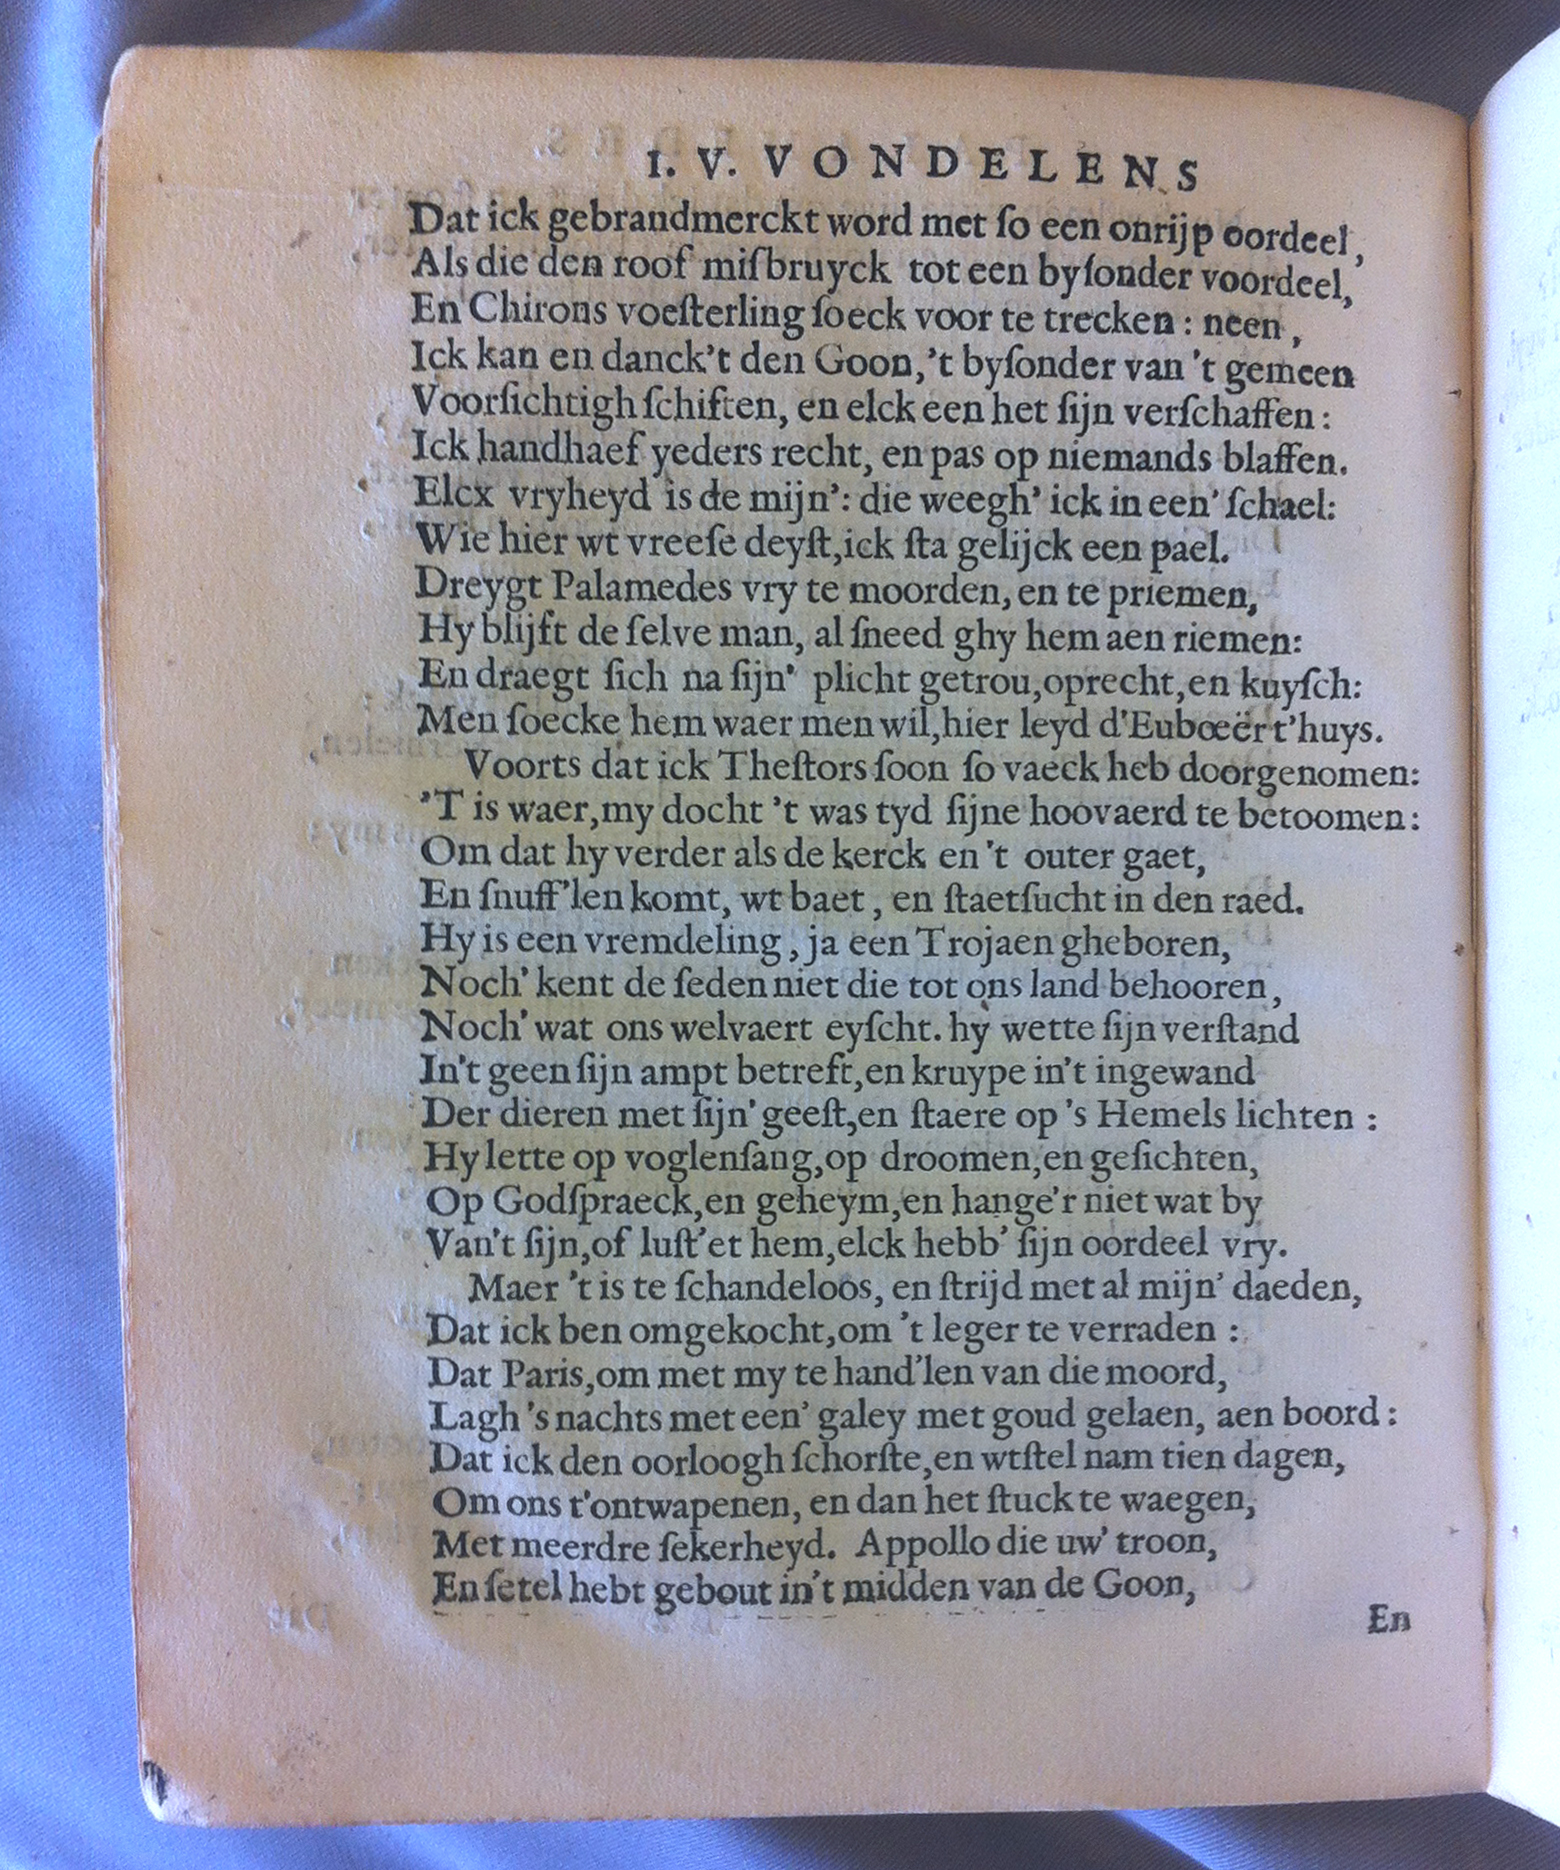 I. V. VONDELENS
Dat ick gebrandmerckt word met ſo een onrijp oordeel,
Als die den roof miſbruyck tot een byſonder voordeel,
En Chirons voeſterling ſoeck voor te trecken : neen,
Ick kan en danck't den Goon,'t byſonder van 't gemeen
Voorſichtigh ſchiften, en elck een het ſijn verſchaffen :
Ick handhaef yeders recht, en pas op niemands blaffen.
Elcx vryheyd is de mijn': die weegh' ick in een' ſchael:
Wie hier wt vreeſe deyſt,ick ſta gelijck een pael.
Dreygt Palamedes vry te moorden, en te priemen,
Hy blijft de ſelve man, al ſneed ghy hem aen riemen:
En draegt ſich na ſijn' plicht getrou,oprecht,en kuyſch:
Men ſoecke hem waer men wil,hier leyd d'Eubœër t'huys.
Voorts dat ick Theſtors ſoon ſo vaeck heb doorgenomen:
'T is waer,my docht 't was tyd ſijne hoovaerd te betoomen:
Om dat hy verder als de kerck en 't outer gaet,
En ſnuff'len komt, wt baet, en ſtaetſucht in den raed.
Hy is een vremdeling, ja een Trojaen gheboren,
Noch' kent de ſeden niet die tot ons land behooren,
Noch' wat ons welvaert eyſcht. hy wette ſijn verſtand
In't geen ſijn ampt betreft,en kruype in't ingewand
Der dieren met ſijn' geeſt,en ſtaere op 's Hemels lichten :
Hy lette op voglenſang,op droomen,en geſichten,
Op Godſpraeck,en geheym,en hange'r niet wat by
Van't ſijn,of luſt'et hem,elck hebb' ſijn oordeel vry.
Maer 't is te ſchandeloos, en ſtrijd met al mijn' daeden,
Dat ick ben omgekocht,om 't leger te verraden :
Dat Paris,om met my te hand'len van die moord,
Lagh 's nachts met een' galey met goud gelaen, aen boord :
Dat ick den oorloogh ſchorſte,en wtſtel nam tien dagen,
Om ons t'ontwapenen, en dan het ſtuck te waegen,
Met meerdre ſekerheyd. Appollo die uw' troon,
En ſetel hebt gebout in't midden van de Goon,
En